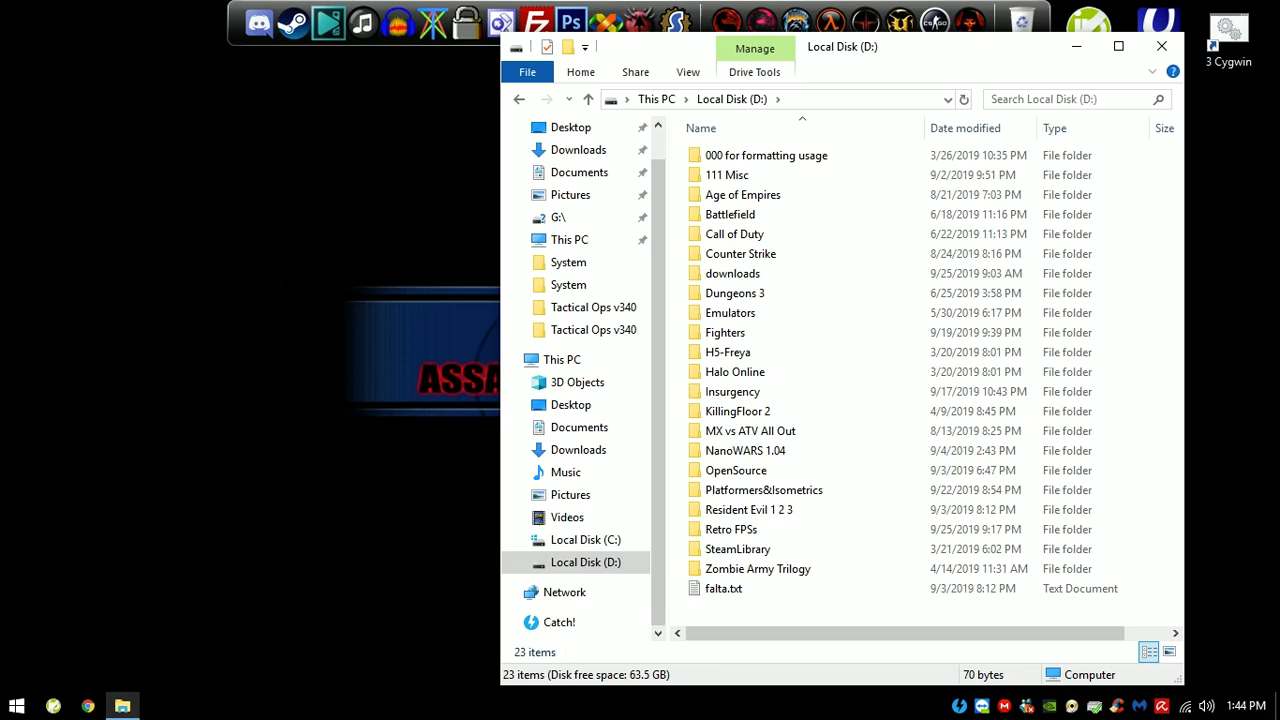 3 Cygwin
Manage
Local Disk (D:)
File
Home
Share
View
Drive Tools
This PC
Local Disk (D:)
Search Local Disk (D:)
Name
Date modified
Type
Size
Desktop
Downloads
Documents
Pictures
G:\
This PC
System
System
Tactical Ops v340
Tactical Ops v340
This PC
3D Objects
Desktop
Documents
Downloads
Music
Pictures
Videos
Local Disk (C:)
Local Disk (D:)
Network
Catch!
000 for formatting usage 3/26/2019 10:35 PM File folder
111 Misc 9/2/2019 9:51 PM File folder
Age of Empires 8/21/2019 7:03 PM File folder
Battlefield 6/18/2019 11:16 PM File folder
Call of Duty 6/22/2019 11:13 PM File folder
Counter Strike 8/24/2019 8:16 PM File folder
downloads 9/25/2019 9:03 AM File folder
Dungeons 3 6/25/2019 3:58 PM File folder
Emulators 5/30/2019 6:17 PM File folder
Fighters 9/19/2019 9:39 PM File folder
H5-Freya 3/20/2019 8:01 PM File folder
Halo Online 3/20/2019 8:01 PM File folder
Insurgency 9/17/2019 10:43 PM File folder
KillingFloor 2 4/9/2019 8:45 PM File folder
MX vs ATV All Out 8/13/2019 8:25 PM File folder
NanoWARS 1.04 9/4/2019 2:43 PM File folder
OpenSource 9/3/2019 6:47 PM File folder
Platformers&Isometrics 9/22/2019 8:54 PM File folder
Resident Evil 1 2 3 9/3/2019 8:12 PM File folder
Retro FPSs 9/25/2019 9:17 PM File folder
SteamLibrary 3/21/2019 6:02 PM File folder
Zombie Army Trilogy 4/14/2019 11:31 AM File folder
falta.txt 9/3/2019 8:12 PM Text Document
ASSA
23 items
23 items (Disk free space: 63.5 GB)
70 bytes
Computer
1:44 PM